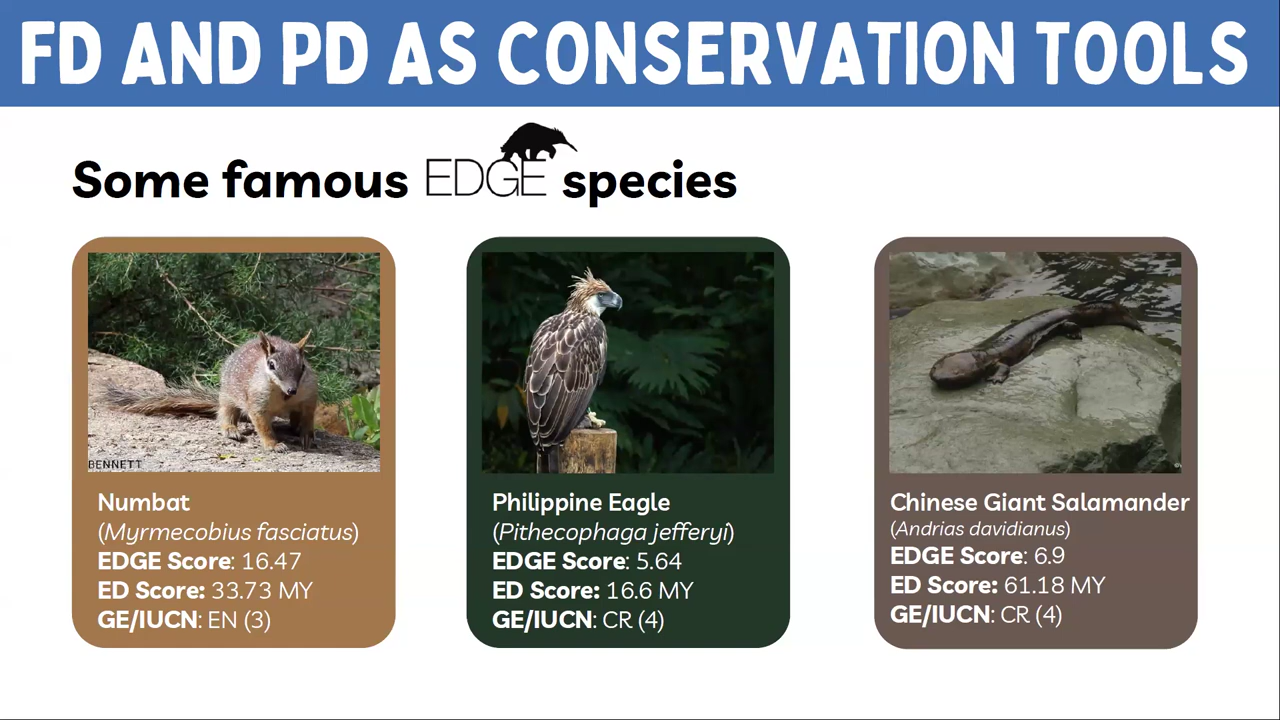 FD AND PD AS CONSERVATION TOOLS
Some famous EDGE species
BENNETT
Numbat
(Myrmecobius fasciatus)
EDGE Score: 16.47
ED Score: 33.73 MY
GE/IUCN: EN (3)
Philippine Eagle
(Pithecophaga jefferyi)
EDGE Score: 5.64
ED Score: 16.6 MY
GE/IUCN: CR (4)
Chinese Giant Salamander
(Andrias davidianus)
EDGE Score: 6.9
ED Score: 61.18 MY
GE/IUCN: CR (4)